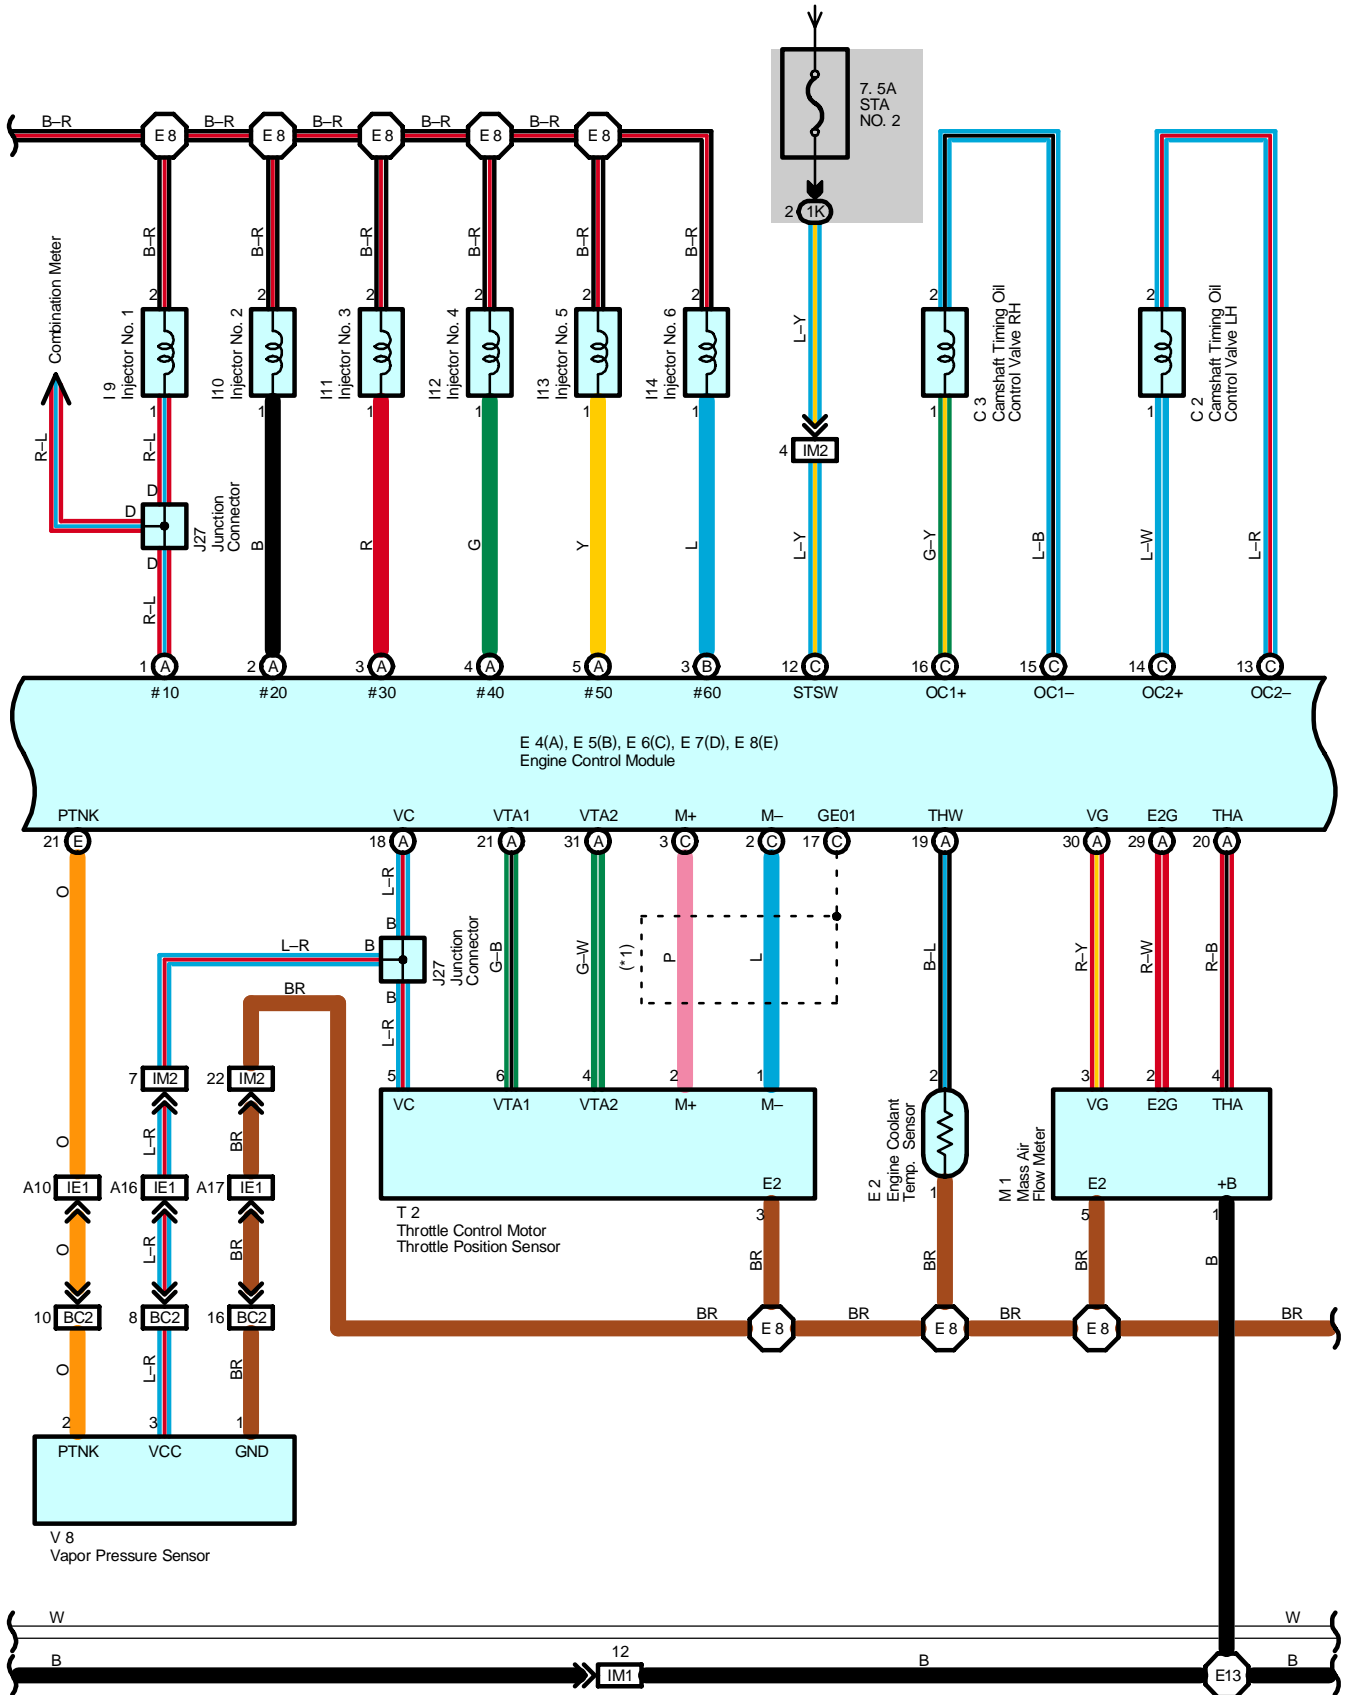 7. 5A
STA
NO. 2
B–R
B–R
B–R
B–R
B–R
E 8
E 8
E 8
E 8
E 8
2
1K
B–R
B–R
B–R
B–R
B–R
B–R
Combination Meter
2
2
2
2
2
2
2
2
I 9
Injector No. 1
I10
Injector No. 2
I11
Injector No. 3
I12
Injector No. 4
I13
Injector No. 5
I14
Injector No. 6
L–Y
C 3
Camshaft Timing Oil
Control Valve RH
C 2
Camshaft Timing Oil
Control Valve LH
1
1
1
1
1
1
1
1
R–L
R–L
4
IM2
D
D
D
J27
Junction
Connector
B
R
G
Y
L
L–Y
G–Y
L–B
L–W
L–R
R–L
1
A
2
A
3
A
4
A
5
A
3
B
12
C
16
C
15
C
14
C
13
C
#10
#20
#30
#40
#50
#60
STSW
OC1+
OC1–
OC2+
OC2–
E 4(A), E 5(B), E 6(C), E 7(D), E 8(E)
Engine Control Module
PTNK
VC
VTA1
VTA2
M+
M–
GE01
THW
VG
E2G
THA
21
E
18
A
21
A
31
A
3
C
2
C
17
C
19
A
30
A
29
A
20
A
O
L–R
B
B
B
L–R
J27
Junction
Connector
L–R
G–B
G–W
(*1)
P
L
B–L
R–Y
R–W
R–B
BR
7
IM2
22
IM2
5
6
4
2
1
2
3
2
4
VC
VTA1
VTA2
M+
M–
VG
E2G
THA
O
L–R
BR
E 2
Engine Coolant
Temp. Sensor
M 1
Mass Air
Flow Meter
A10
IE1
A16
IE1
A17
IE1
E2
1
E2
+B
T 2
Throttle Control Motor
Throttle Position Sensor
3
5
1
O
L–R
BR
BR
BR
BR
B
10
BC2
8
BC2
16
BC2
BR
E 8
BR
E 8
BR
E 8
BR
O
L–R
BR
2
3
1
PTNK
VCC
GND
V 8
Vapor Pressure Sensor
W
W
B
12
IM1
B
E13
B